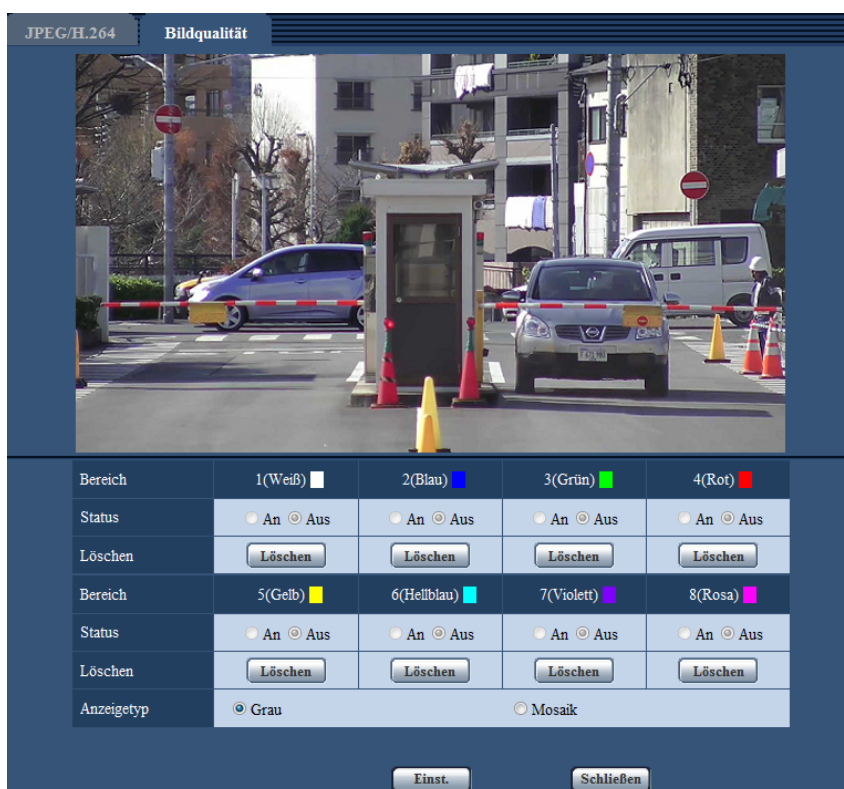 JPEG/H.264 Bildqualität
Bereich 1(Weiß) 2(Blau) 3(Grün) 4(Rot)
Status An Aus An Aus An Aus An Aus
Löschen Löschen Löschen Löschen Löschen
Bereich 5(Gelb) 6(Hellblau) 7(Violett) 8(Rosa)
Status An Aus An Aus An Aus An Aus
Löschen Löschen Löschen Löschen Löschen
Anzeigetyp Grau Mosaik
Einst. Schließen